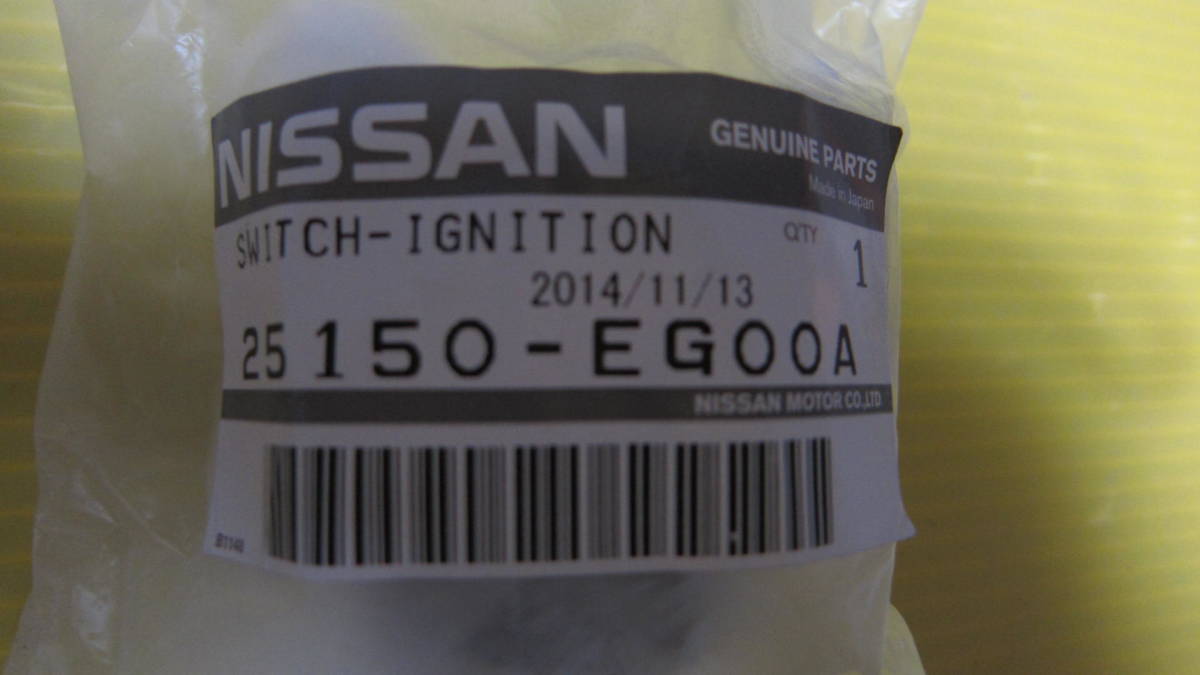 NISSAN
GENUINE PARTS
Made in Japan
SWITCH-IGNITION
QTY 1
2014/11/13
25150-EG00A
NISSAN MOTOR CO.,LTD
B1148